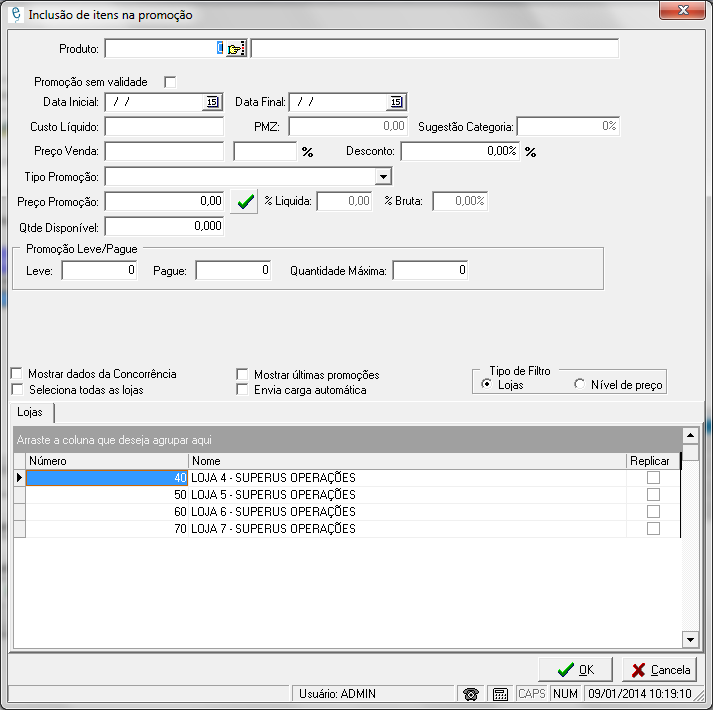 Inclusão de itens na promoção
Produto: 0
Promoção sem validade
Data Inicial: / / 15 Data Final: / / 15
Custo Líquido: PMZ: 0,00 Sugestão Categoria: 0%
Preço Venda: % Desconto: 0,00% %
Tipo Promoção:
Preço Promoção: 0,00 % Liquida: 0,00 % Bruta: 0,00%
Qtde Disponível: 0,000
Promoção Leve/Pague
Leve: 0 Pague: 0 Quantidade Máxima: 0
Mostrar dados da Concorrência Mostrar últimas promoções Tipo de Filtro
Seleciona todas as lojas Envia carga automática Lojas Nível de preço
Lojas
Arraste a coluna que deseja agrupar aqui
Número Nome Replicar
40 LOJA 4 - SUPERUS OPERAÇÕES
50 LOJA 5 - SUPERUS OPERAÇÕES
60 LOJA 6 - SUPERUS OPERAÇÕES
70 LOJA 7 - SUPERUS OPERAÇÕES
OK Cancela
Usuário: ADMIN CAPS NUM 09/01/2014 10:19:10